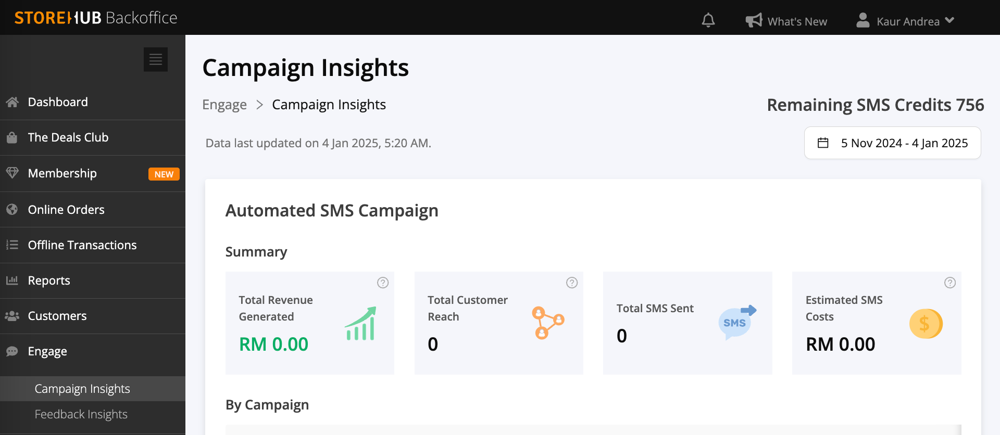 STOREHUB Backoffice
What's New
Kaur Andrea
Dashboard
The Deals Club
Membership
NEW
Online Orders
Offline Transactions
Reports
Customers
Engage
Campaign Insights
Feedback Insights
Campaign Insights
Engage > Campaign Insights
Remaining SMS Credits 756
Data last updated on 4 Jan 2025, 5:20 AM.
5 Nov 2024 - 4 Jan 2025
Automated SMS Campaign
Summary
Total Revenue
Generated
RM 0.00
Total Customer
Reach
0
Total SMS Sent
0
SMS
Estimated SMS
Costs
RM 0.00
By Campaign